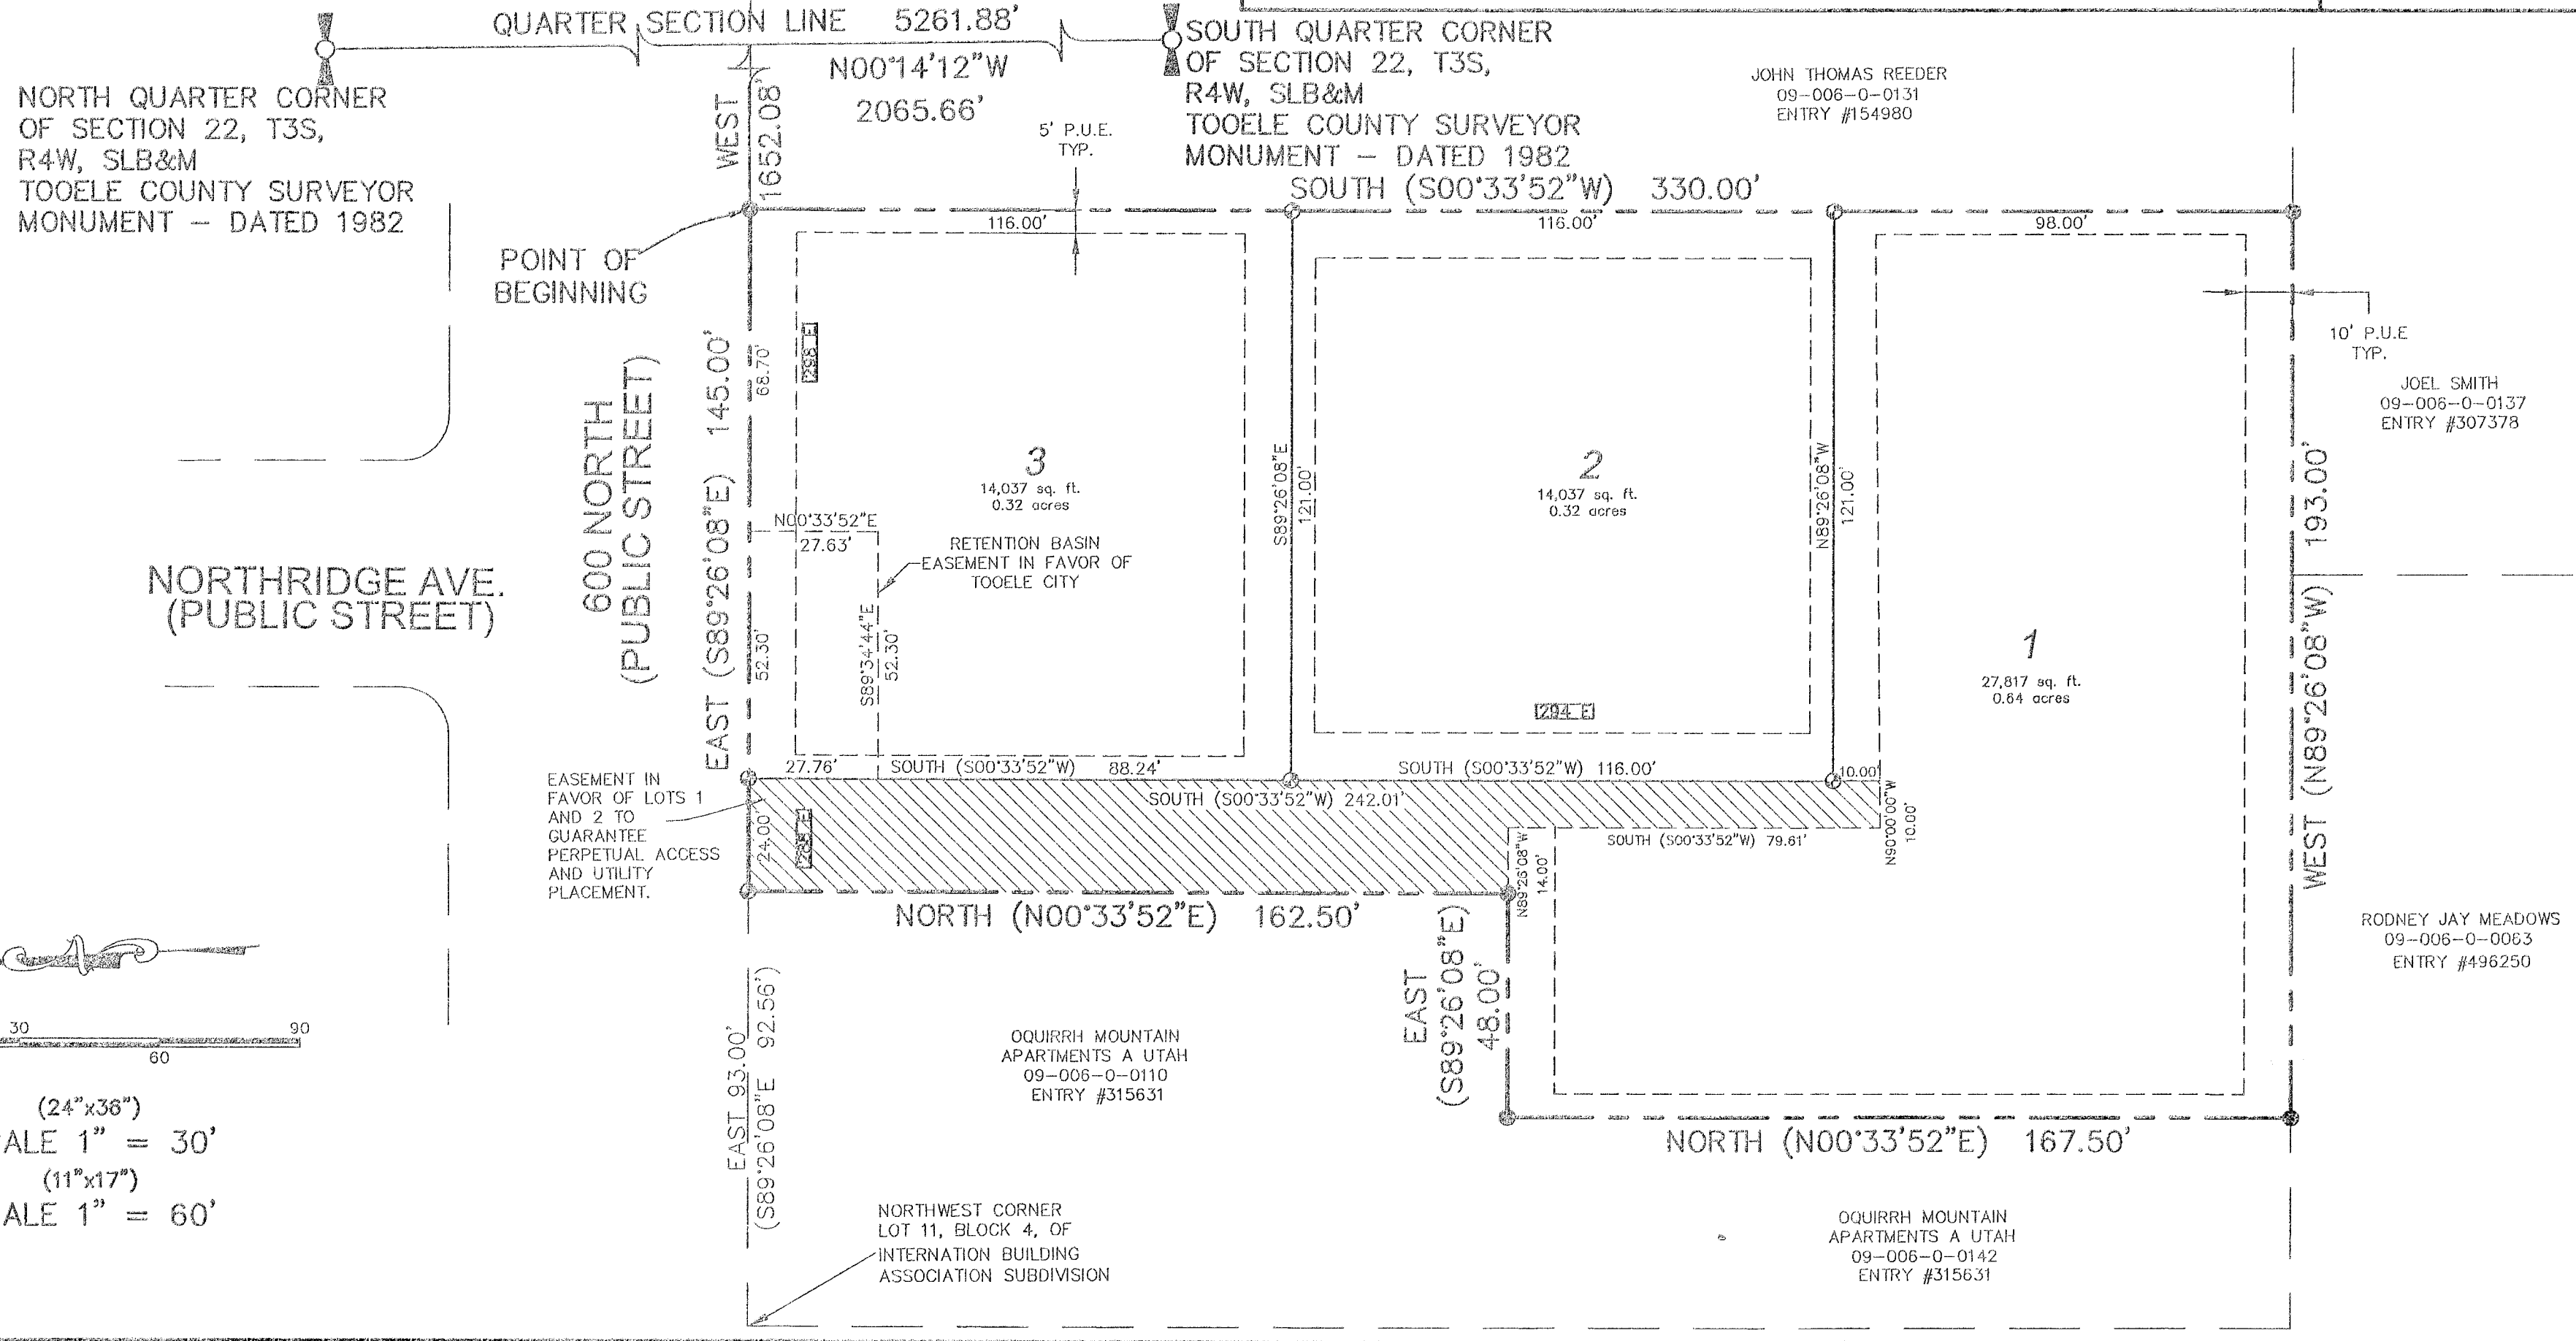 QUARTER SECTION LINE 5261.88'
N00°14'12"W
2065.66'
NORTH QUARTER CORNER
OF SECTION 22, T3S,
R4W, SLB&M
TOOELE COUNTY SURVEYOR
MONUMENT - DATED 1982
WEST
1652.08'
SOUTH QUARTER CORNER
OF SECTION 22, T3S,
R4W, SLB&M
TOOELE COUNTY SURVEYOR
MONUMENT - DATED 1982
JOHN THOMAS REEDER
09-006-0-0131
ENTRY #154980
5' P.U.E.
TYP.
SOUTH (S00°33'52"W) 330.00'
116.00'
116.00'
98.00'
POINT OF
BEGINNING
10' P.U.E
TYP.
JOEL SMITH
09-006-0-0137
ENTRY #307378
600 NORTH
(PUBLIC STREET)
EAST (S89°26'08"E) 145.00'
68.70'
52.30'
298 E
3
14,037 sq. ft.
0.32 acres
N00°33'52"E
27.63'
RETENTION BASIN
EASEMENT IN FAVOR OF
TOOELE CITY
S89°34'44"E
52.30'
S89°26'08"E
121.00'
2
14,037 sq. ft.
0.32 acres
294 E
N89°26'08"W
121.00'
1
27,817 sq. ft.
0.64 acres
WEST (N89°26'08"W) 193.00'
NORTHRIDGE AVE.
(PUBLIC STREET)
27.76'
SOUTH (S00°33'52"W) 88.24'
SOUTH (S00°33'52"W) 116.00'
10.00'
SOUTH (S00°33'52"W) 242.01'
EASEMENT IN
FAVOR OF LOTS 1
AND 2 TO
GUARANTEE
PERPETUAL ACCESS
AND UTILITY
PLACEMENT.
24.00'
SOUTH (S00°33'52"W) 79.61'
N90°00'00"W
10.00'
N89°26'08"W
14.00'
NORTH (N00°33'52"E) 162.50'
EAST
(S89°26'08"E)
48.00'
RODNEY JAY MEADOWS
09-006-0-0063
ENTRY #496250
EAST 93.00'
(S89°26'08"E 92.56')
OQUIRRH MOUNTAIN
APARTMENTS A UTAH
09-006-0-0110
ENTRY #315631
30
90
60
(24"x36")
ALE 1" = 30'
(11"x17")
ALE 1" = 60'
NORTH (N00°33'52"E) 167.50'
NORTHWEST CORNER
LOT 11, BLOCK 4, OF
INTERNATION BUILDING
ASSOCIATION SUBDIVISION
OQUIRRH MOUNTAIN
APARTMENTS A UTAH
09-006-0-0142
ENTRY #315631